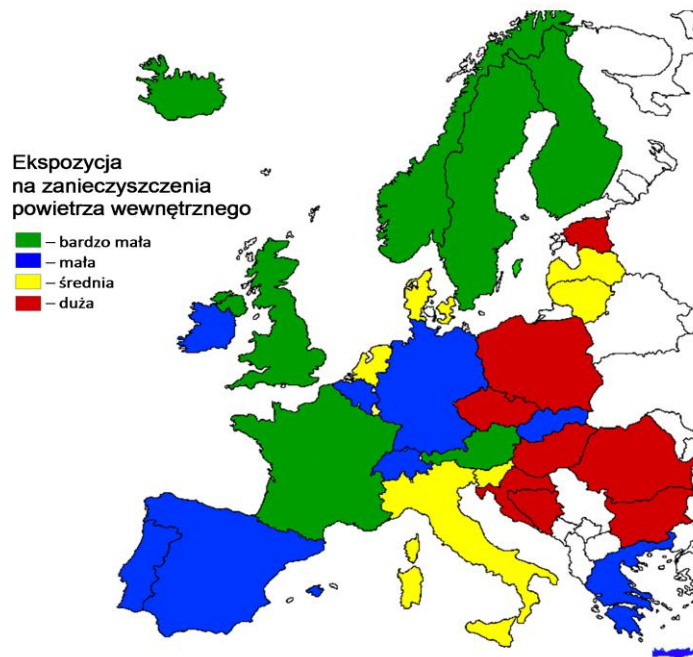 Ekspozycja
na zanieczyszczenia
powietrza wewnętrznego
– bardzo mała
– mała
– średnia
– duża